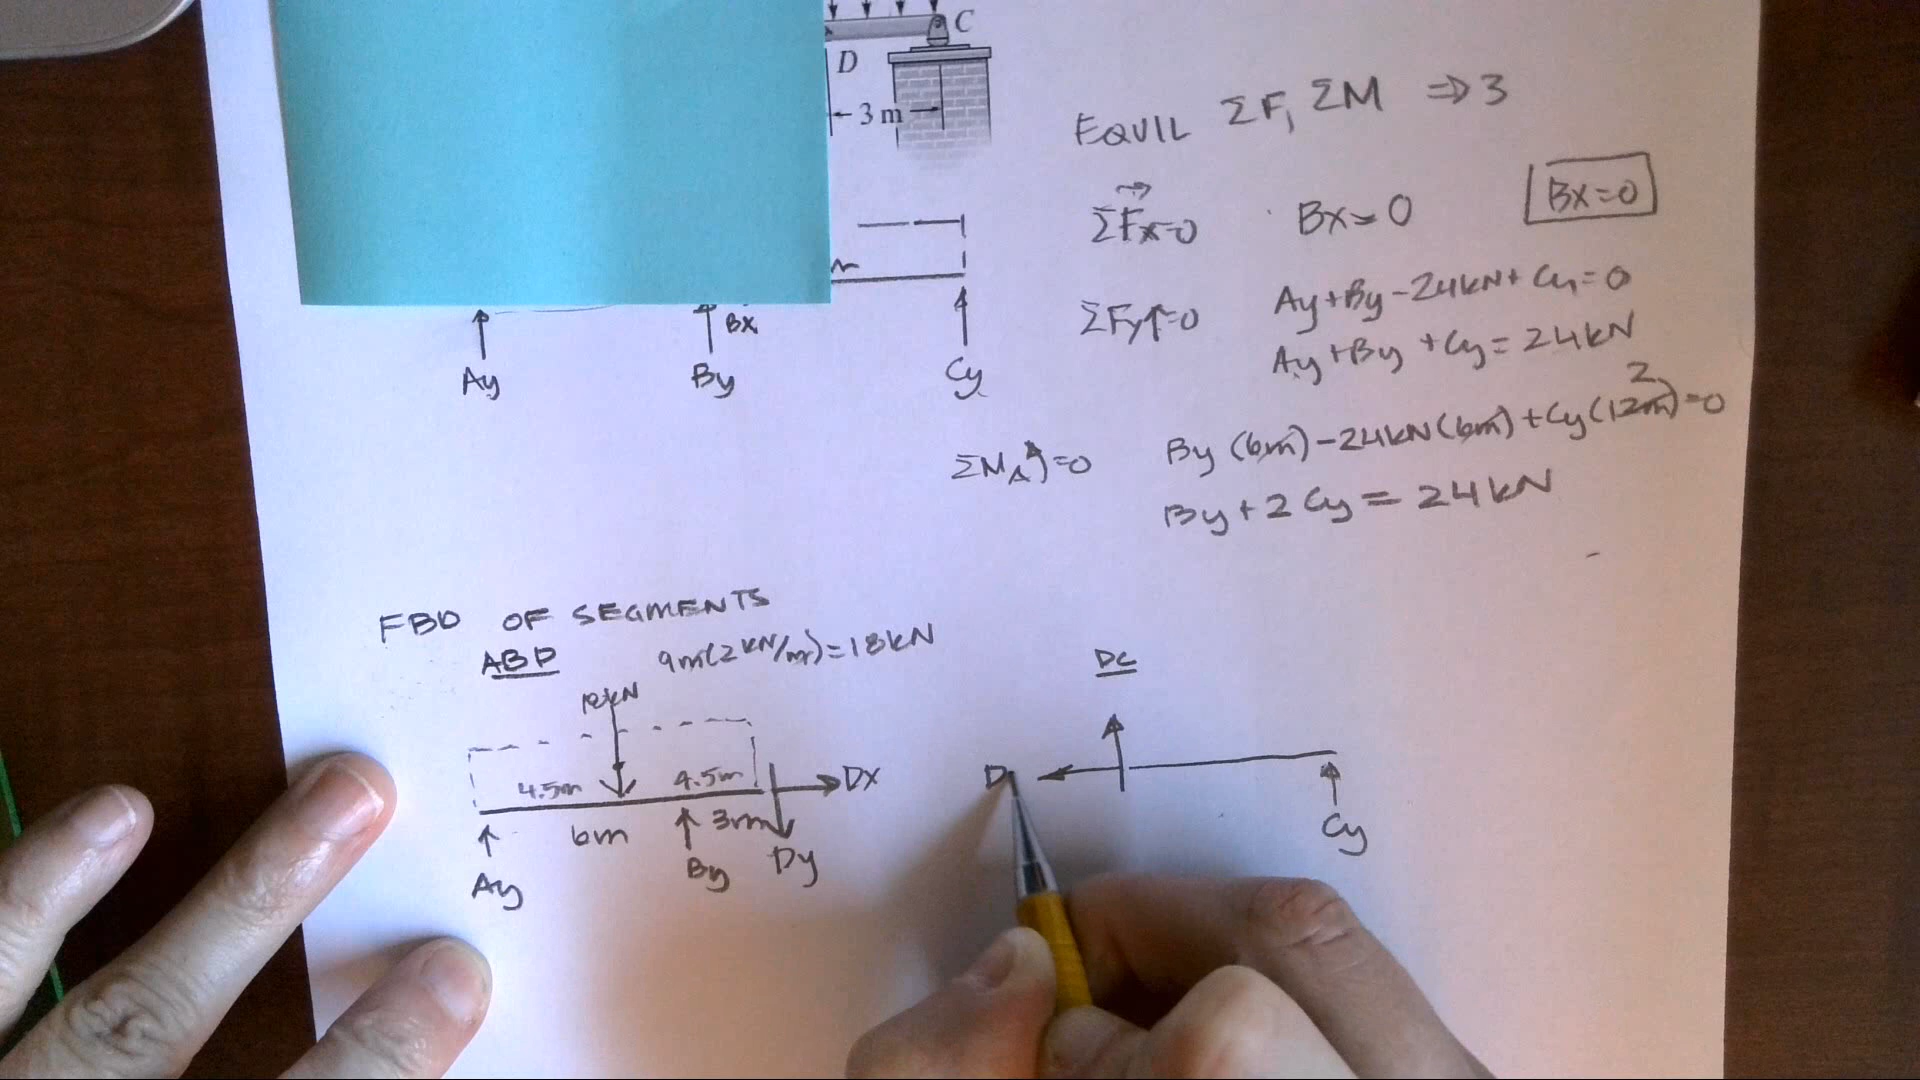 C
D
3 m
EQUIL ΣF, ΣM ⇒ 3
ΣFx=0 Bx=0 Bx=0
ΣFy↑=0 Ay+By-24kN+Cy=0
Ay+By+Cy=24kN
2
ΣMA=0 By(6m)-24kN(6m)+Cy(12m)=0
By+2Cy=24kN
Bx
Ay By Cy
FBD OF SEGMENTS
ABD 9m(2kN/m)=18kN
18kN
4.5m 4.5m Dx
6m 3m
Ay By Dy
DC
D
Cy